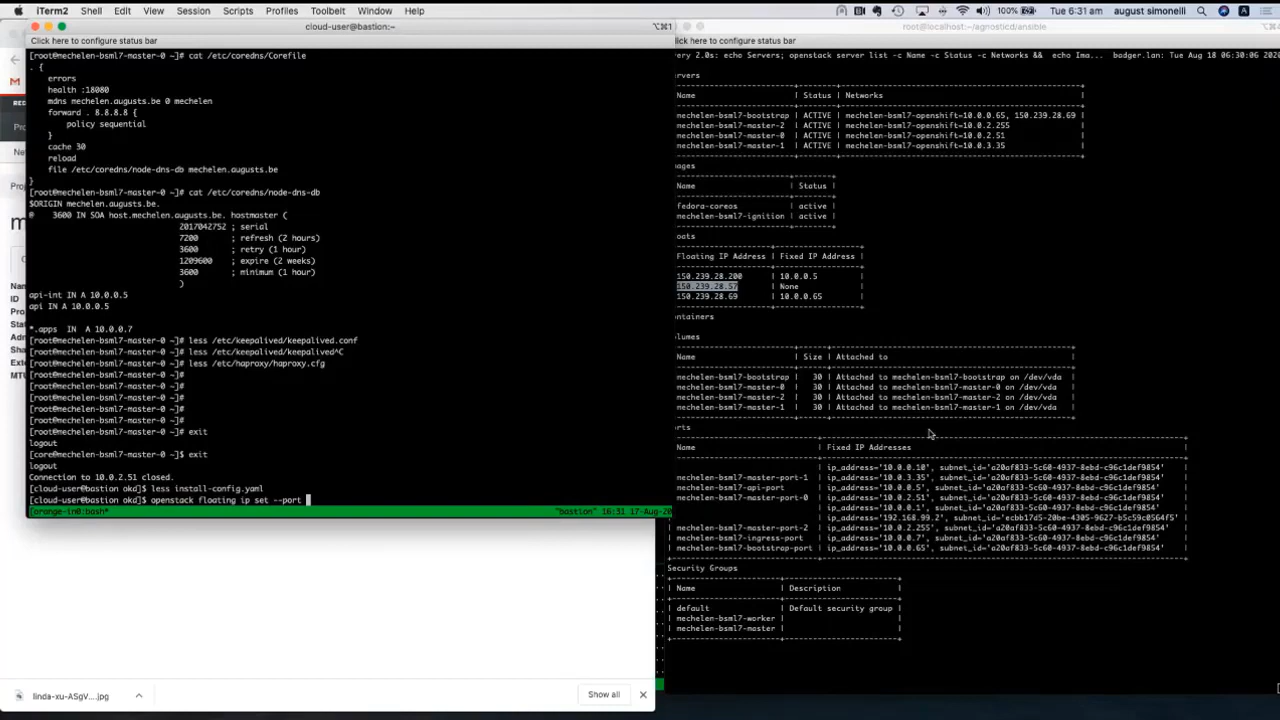 iTerm2 Shell Edit View Session Scripts Profiles Toolbelt Window Help
100% Tue 6:31 am august simonelli
cloud-user@bastion:~
⌥⌘1
Click here to configure status bar
[root@mechelen-bsml7-master-0 ~]# cat /etc/coredns/Corefile
. {
errors
health :18080
mdns mechelen.augusts.be 0 mechelen
forward . 8.8.8.8 {
policy sequential
}
cache 30
reload
file /etc/coredns/node-dns-db mechelen.augusts.be
}
[root@mechelen-bsml7-master-0 ~]# cat /etc/coredns/node-dns-db
$ORIGIN mechelen.augusts.be.
@ 3600 IN SOA host.mechelen.augusts.be. hostmaster (
2017042752 ; serial
7200 ; refresh (2 hours)
3600 ; retry (1 hour)
1209600 ; expire (2 weeks)
3600 ; minimum (1 hour)
)
api-int IN A 10.0.0.5
api IN A 10.0.0.5
*.apps IN A 10.0.0.7
[root@mechelen-bsml7-master-0 ~]# less /etc/keepalived/keepalived.conf
[root@mechelen-bsml7-master-0 ~]# less /etc/keepalived/keepalived^C
[root@mechelen-bsml7-master-0 ~]# less /etc/haproxy/haproxy.cfg
[root@mechelen-bsml7-master-0 ~]#
[root@mechelen-bsml7-master-0 ~]#
[root@mechelen-bsml7-master-0 ~]#
[root@mechelen-bsml7-master-0 ~]#
[root@mechelen-bsml7-master-0 ~]#
[root@mechelen-bsml7-master-0 ~]# exit
logout
[core@mechelen-bsml7-master-0 ~]$ exit
logout
Connection to 10.0.2.51 closed.
[cloud-user@bastion okd]$ less install-config.yaml
[cloud-user@bastion okd]$ openstack floating ip set --port
[orange-in0:bash* "bastion" 16:31 17-Aug-20
root@localhost:~/agnosticd/ansible
lick here to configure status bar
very 2.0s: echo Servers; openstack server list -c Name -c Status -c Networks && echo Ima... badger.lan: Tue Aug 18 06:30:06 2020
rvers
Name | Status | Networks
mechelen-bsml7-bootstrap | ACTIVE | mechelen-bsml7-openshift=10.0.0.65, 150.239.28.69 |
mechelen-bsml7-master-2 | ACTIVE | mechelen-bsml7-openshift=10.0.2.255 |
mechelen-bsml7-master-0 | ACTIVE | mechelen-bsml7-openshift=10.0.2.51 |
mechelen-bsml7-master-1 | ACTIVE | mechelen-bsml7-openshift=10.0.3.35 |
ages
Name | Status |
fedora-coreos | active |
mechelen-bsml7-ignition | active |
oats
Floating IP Address | Fixed IP Address |
150.239.28.200 | 10.0.0.5 |
150.239.28.57 | None |
150.239.28.69 | 10.0.0.65 |
ontainers
olumes
Name | Size | Attached to |
mechelen-bsml7-bootstrap | 30 | Attached to mechelen-bsml7-bootstrap on /dev/vda |
mechelen-bsml7-master-0 | 30 | Attached to mechelen-bsml7-master-0 on /dev/vda |
mechelen-bsml7-master-2 | 30 | Attached to mechelen-bsml7-master-2 on /dev/vda |
mechelen-bsml7-master-1 | 30 | Attached to mechelen-bsml7-master-1 on /dev/vda |
orts
Name | Fixed IP Addresses |
| ip_address='10.0.0.10', subnet_id='a20af833-5c60-4937-8ebd-c96c1def9854' |
mechelen-bsml7-master-port-1 | ip_address='10.0.3.35', subnet_id='a20af833-5c60-4937-8ebd-c96c1def9854' |
mechelen-bsml7-api-port | ip_address='10.0.0.5', subnet_id='a20af833-5c60-4937-8ebd-c96c1def9854' |
mechelen-bsml7-master-port-0 | ip_address='10.0.2.51', subnet_id='a20af833-5c60-4937-8ebd-c96c1def9854' |
| ip_address='10.0.0.1', subnet_id='a20af833-5c60-4937-8ebd-c96c1def9854' |
| ip_address='192.168.99.2', subnet_id='ecbb17d5-20be-4305-9627-b5c59c0564f5' |
| mechelen-bsml7-master-port-2 | ip_address='10.0.2.255', subnet_id='a20af833-5c60-4937-8ebd-c96c1def9854' |
| mechelen-bsml7-ingress-port | ip_address='10.0.0.7', subnet_id='a20af833-5c60-4937-8ebd-c96c1def9854' |
| mechelen-bsml7-bootstrap-port | ip_address='10.0.0.65', subnet_id='a20af833-5c60-4937-8ebd-c96c1def9854' |
Security Groups
| Name | Description |
| default | Default security group |
| mechelen-bsml7-worker | |
| mechelen-bsml7-master | |
linda-xu-ASgV....jpg
Show all